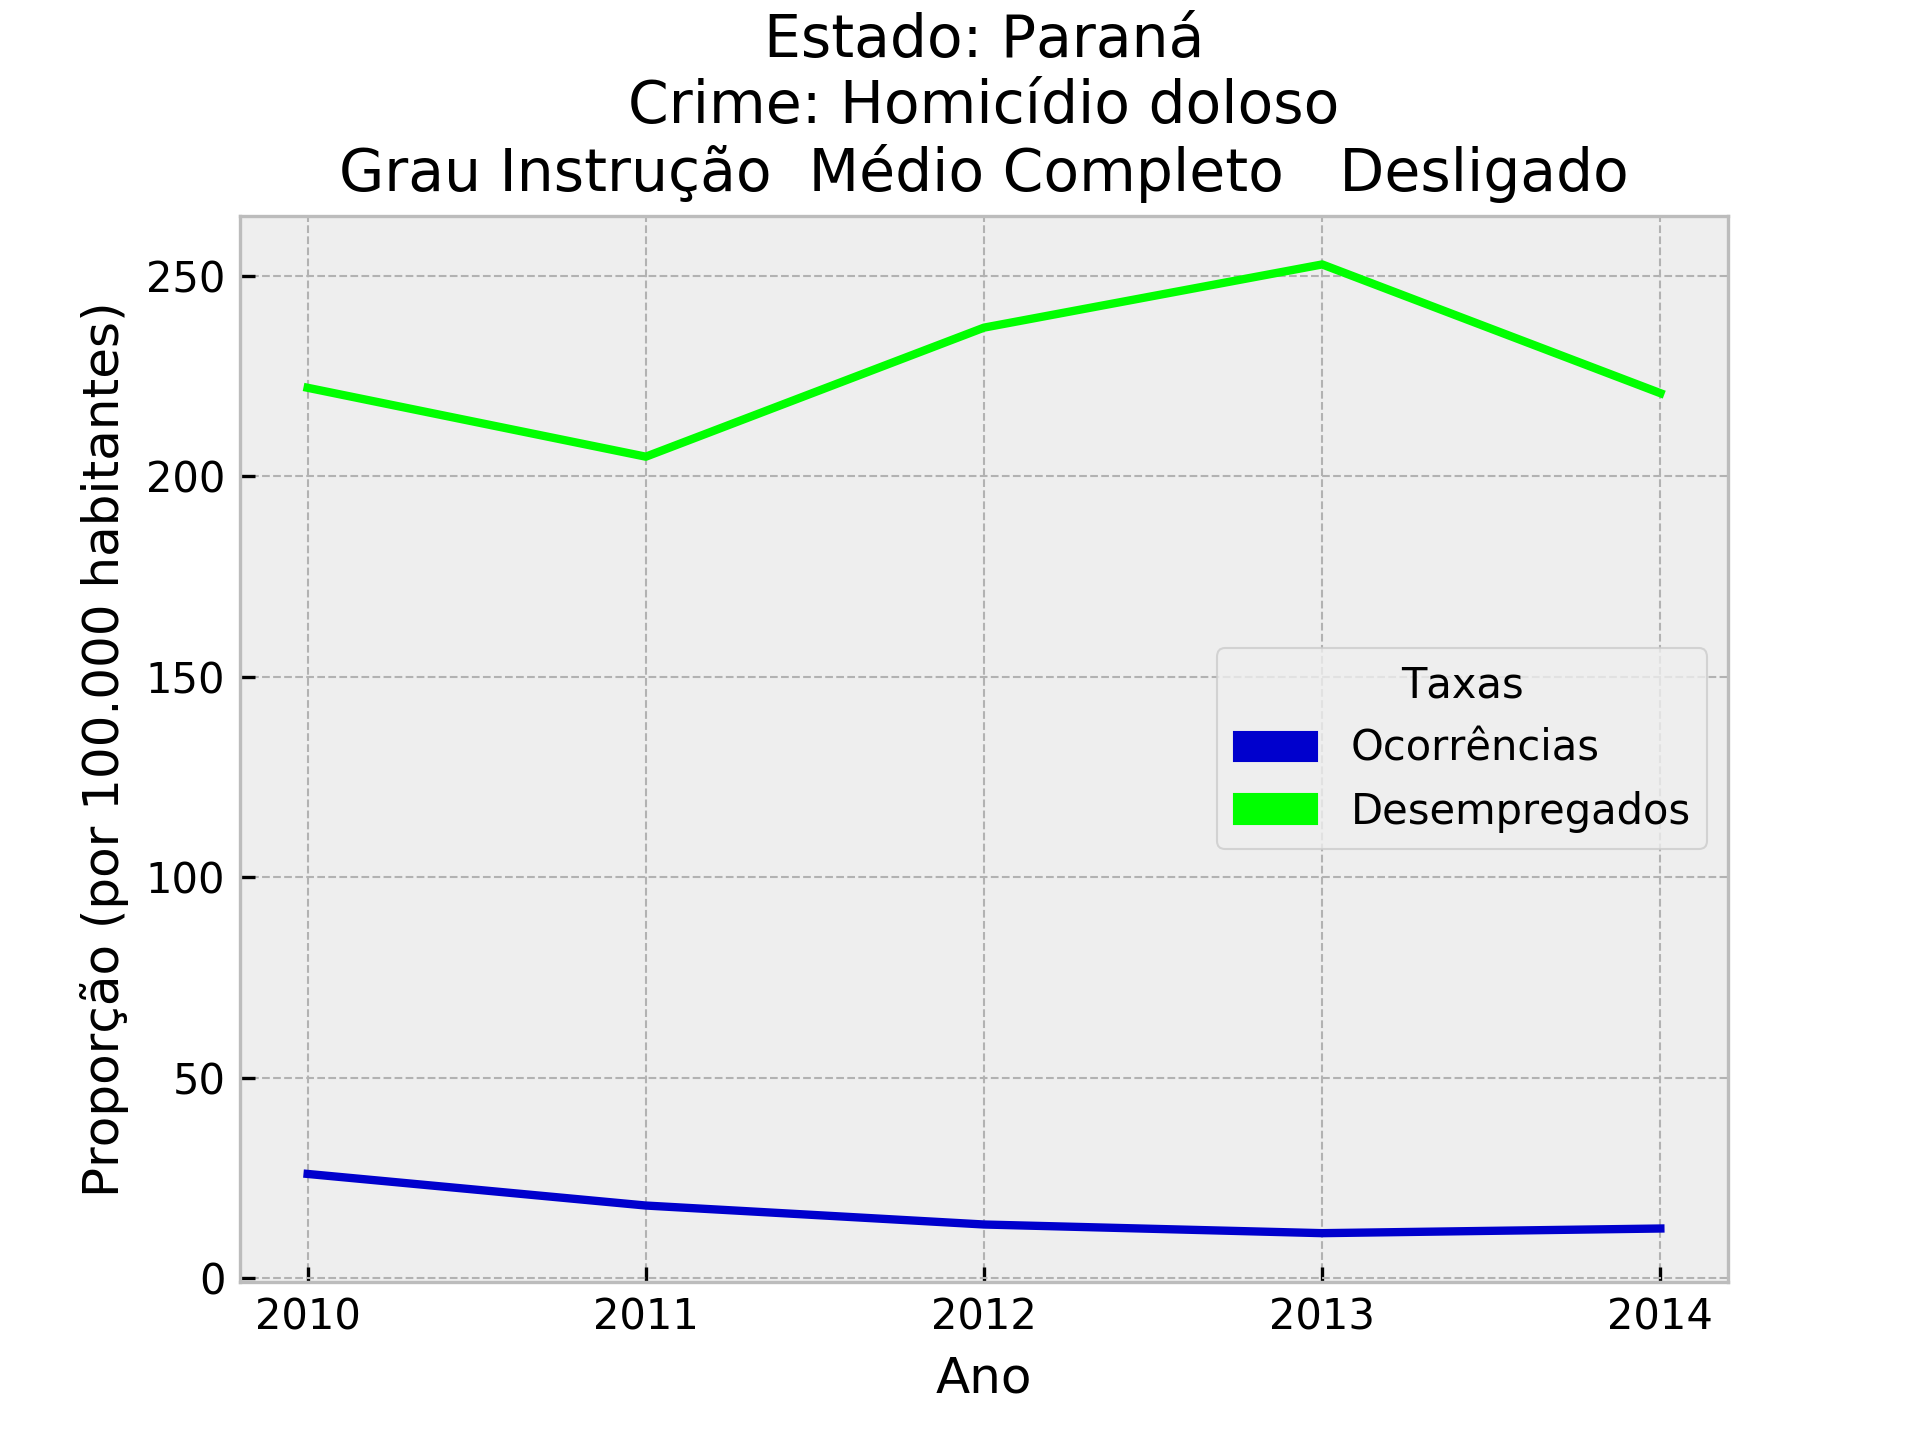 Estado: Paraná
Crime: Homicídio doloso
Grau Instrução  Médio Completo   Desligado
Proporção (por 100.000 habitantes)
250
200
150
100
50
0
Taxas
Ocorrências
Desempregados
2010 2011 2012 2013 2014
Ano